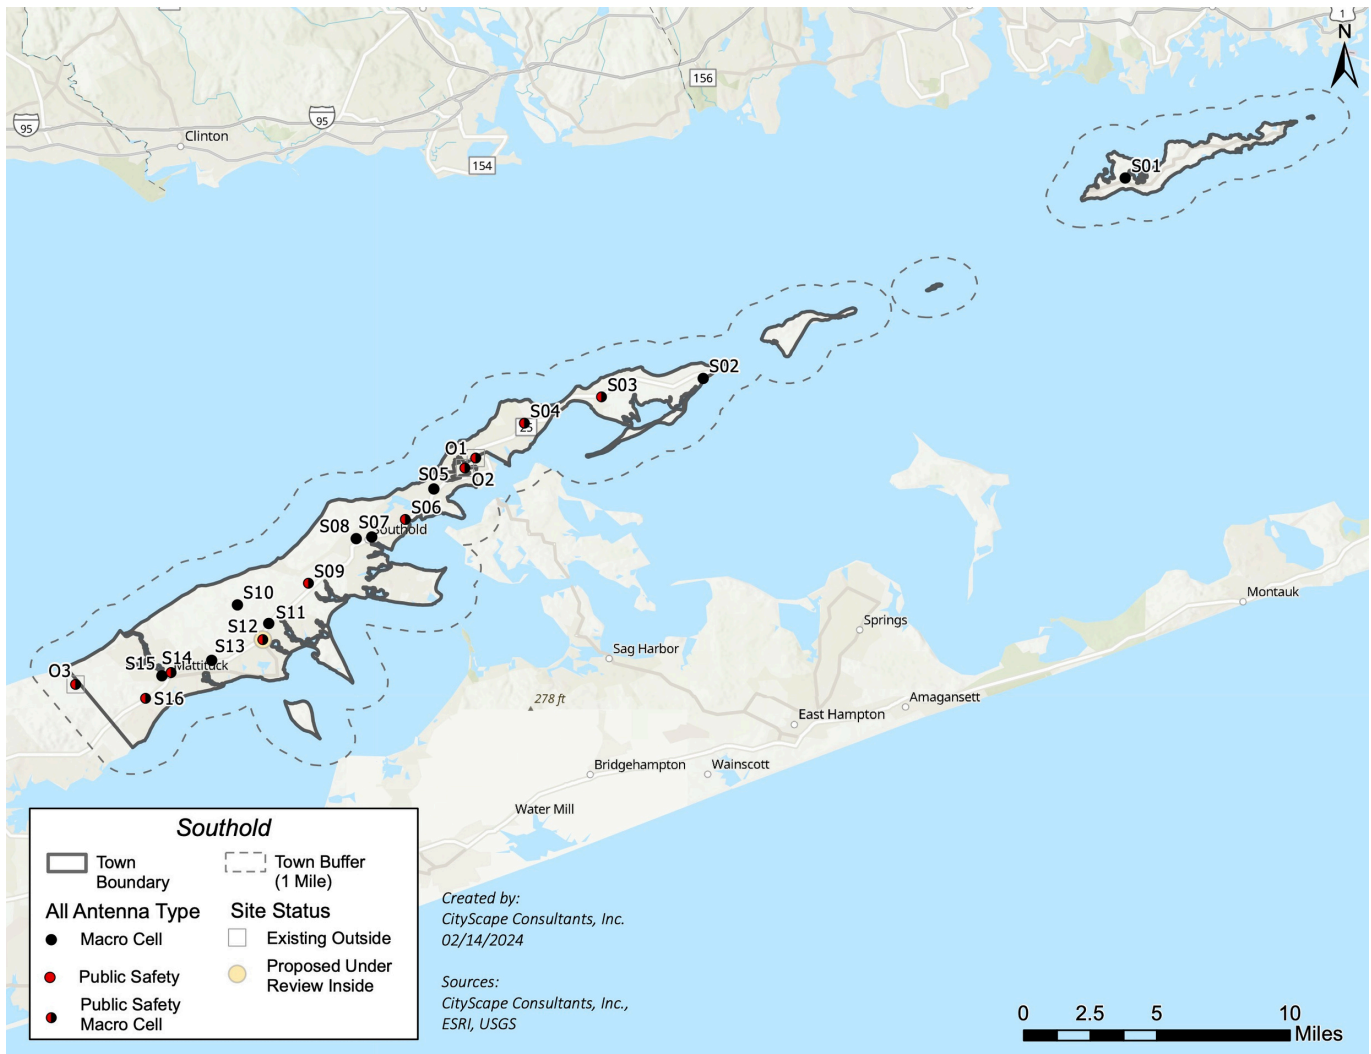 1
N
156
95
95
Clinton
154
S01
S02
S03
S04
25
O1
O2
S05
S06
S08
S07
Southold
S09
S10
S11
S12
S13
S14
S15
Mattituck
O3
S16
Montauk
Springs
Sag Harbor
278 ft
Amagansett
East Hampton
Bridgehampton
Wainscott
Water Mill
Southold
Town
Boundary
Town Buffer
(1 Mile)
All Antenna Type
Macro Cell
Public Safety
Public Safety
Macro Cell
Site Status
Existing Outside
Proposed Under
Review Inside
Created by:
CityScape Consultants, Inc.
02/14/2024
Sources:
CityScape Consultants, Inc.,
ESRI, USGS
0 2.5 5 10
Miles